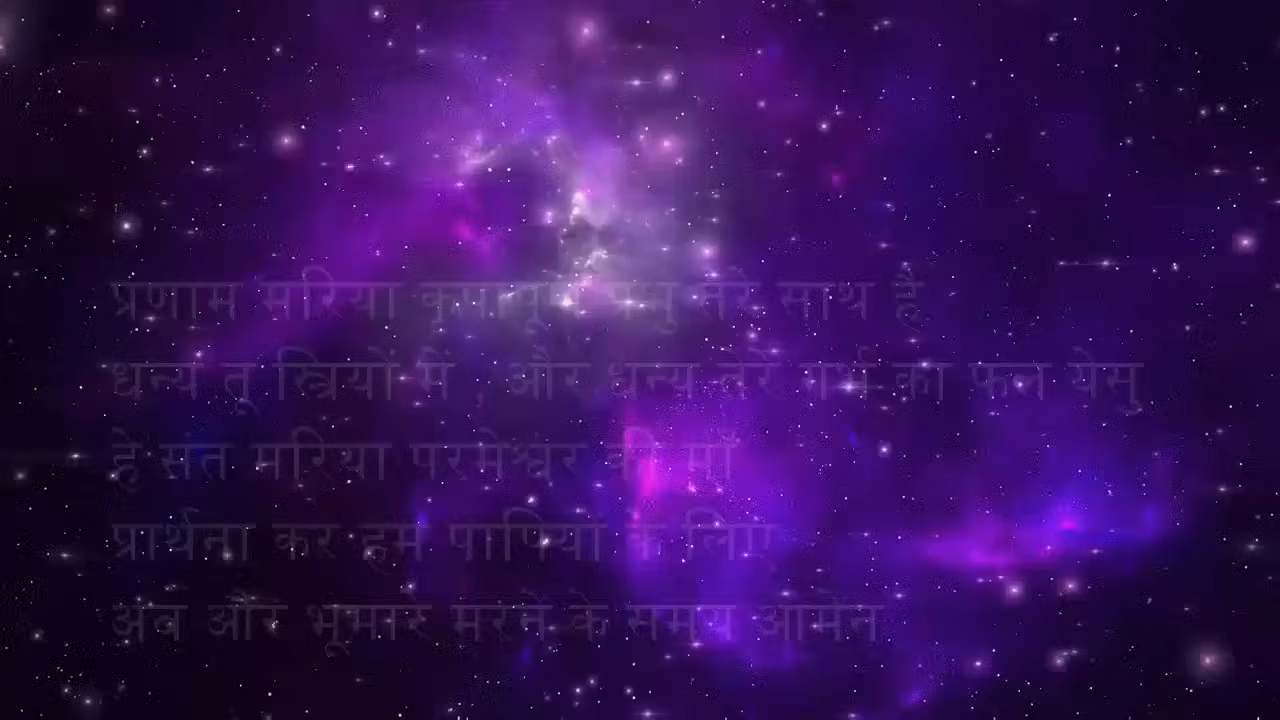 प्रणाम मरिया कृपापूर्ण प्रभु तेरे साथ है
धन्य तू स्त्रियों में , और धन्य तेरे गर्भ का फल येसु
हे संत मरिया परमेश्वर की माँ
प्रार्थना कर हम पापियों के लिए
अब और मरने के समय आमेन